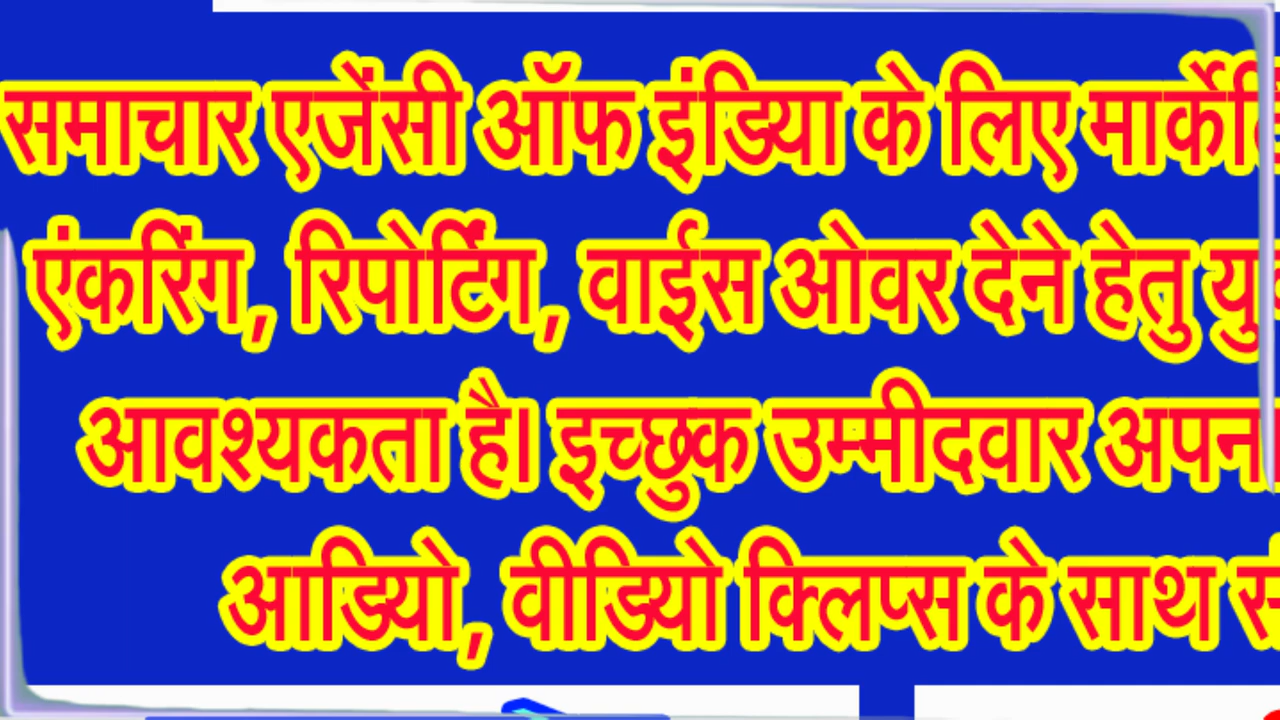 समाचार एजेंसी ऑफ इंडिया के लिए
एंकरिंग, रिपोर्टिंग, वाईस ओवर देने हेतु
आवश्यकता है। इच्छुक उम्मीदवार
आडियो, वीडियो क्लिप्स के साथ